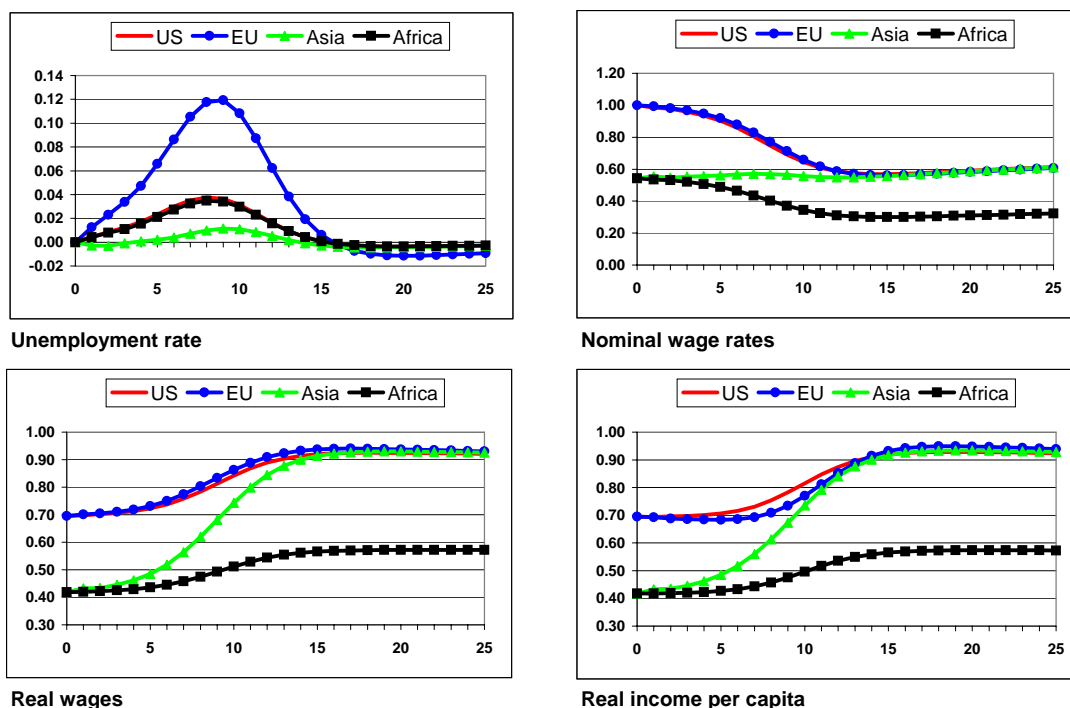 US EU Asia Africa
0.14
0.12
0.10
0.08
0.06
0.04
0.02
0.00
-0.02
0 5 10 15 20 25
Unemployment rate
US EU Asia Africa
1.20
1.00
0.80
0.60
0.40
0.20
0.00
0 5 10 15 20 25
Nominal wage rates
US EU Asia Africa
1.00
0.90
0.80
0.70
0.60
0.50
0.40
0.30
0 5 10 15 20 25
Real wages
US EU Asia Africa
1.00
0.90
0.80
0.70
0.60
0.50
0.40
0.30
0 5 10 15 20 25
Real income per capita